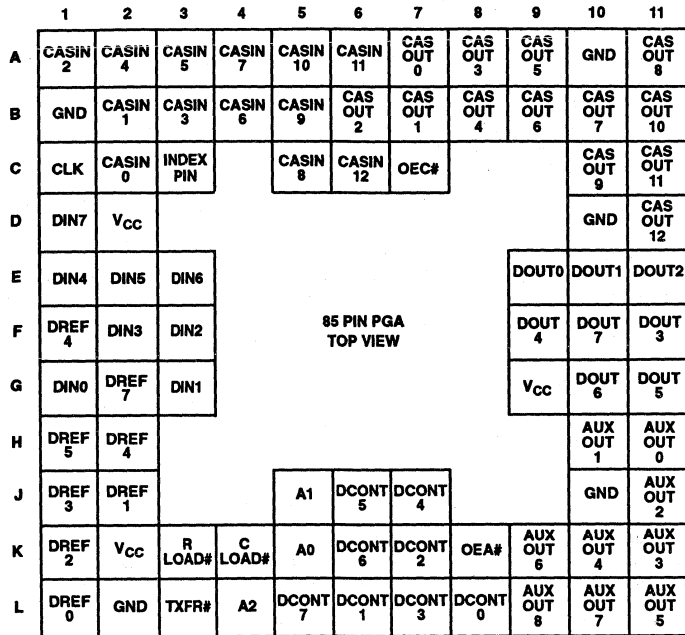 1 2 3 4 5 6 7 8 9 10 11
A CASIN 2 CASIN 4 CASIN 5 CASIN 7 CASIN 10 CASIN 11 CAS OUT 0 CAS OUT 3 CAS OUT 5 GND CAS OUT 8
B GND CASIN 1 CASIN 3 CASIN 6 CASIN 9 CAS OUT 2 CAS OUT 1 CAS OUT 4 CAS OUT 6 CAS OUT 7 CAS OUT 10
C CLK CASIN 0 INDEX PIN CASIN 8 CASIN 12 OEC# CAS OUT 9 CAS OUT 11
D DIN7 VCC GND CAS OUT 12
E DIN4 DIN5 DIN6 DOUT0 DOUT1 DOUT2
F DREF 4 DIN3 DIN2 85 PIN PGA TOP VIEW DOUT 4 DOUT 7 DOUT 3
G DIN0 DREF 7 DIN1 VCC DOUT 6 DOUT 5
H DREF 5 DREF 4 AUX OUT 1 AUX OUT 0
J DREF 3 DREF 1 A1 DCONT 5 DCONT 4 GND AUX OUT 2
K DREF 2 VCC R LOAD# C LOAD# A0 DCONT 6 DCONT 2 OEA# AUX OUT 6 AUX OUT 4 AUX OUT 3
L DREF 0 GND TXFR# A2 DCONT 7 DCONT 1 DCONT 3 DCONT 0 AUX OUT 8 AUX OUT 7 AUX OUT 5